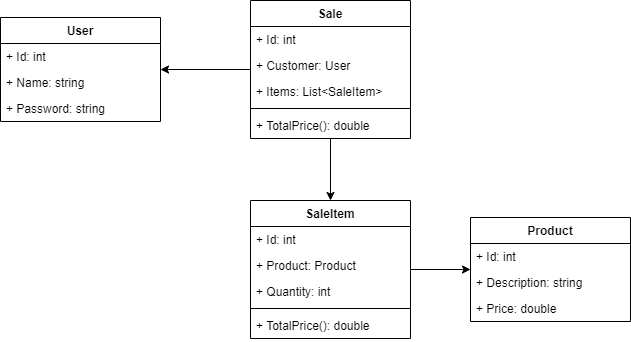 User
+ Id: int
+ Name: string
+ Password: string
Sale
+ Id: int
+ Customer: User
+ Items: List<SaleItem>
+ TotalPrice(): double
SaleItem
+ Id: int
+ Product: Product
+ Quantity: int
+ TotalPrice(): double
Product
+ Id: int
+ Description: string
+ Price: double